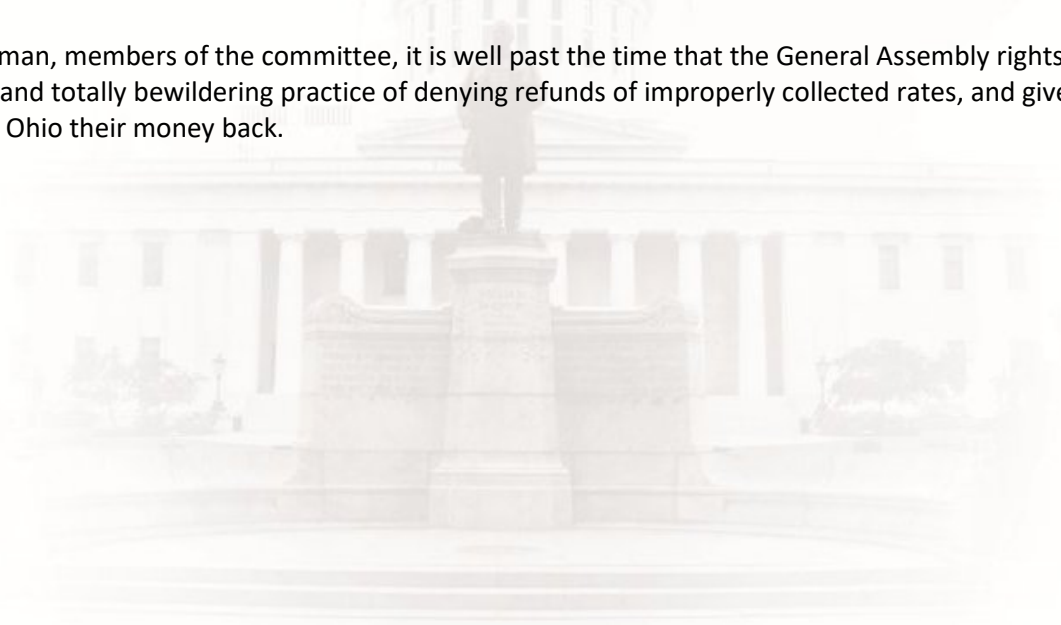 man, members of the committee, it is well past the time that the General Assembly rights
and totally bewildering practice of denying refunds of improperly collected rates, and give
Ohio their money back.